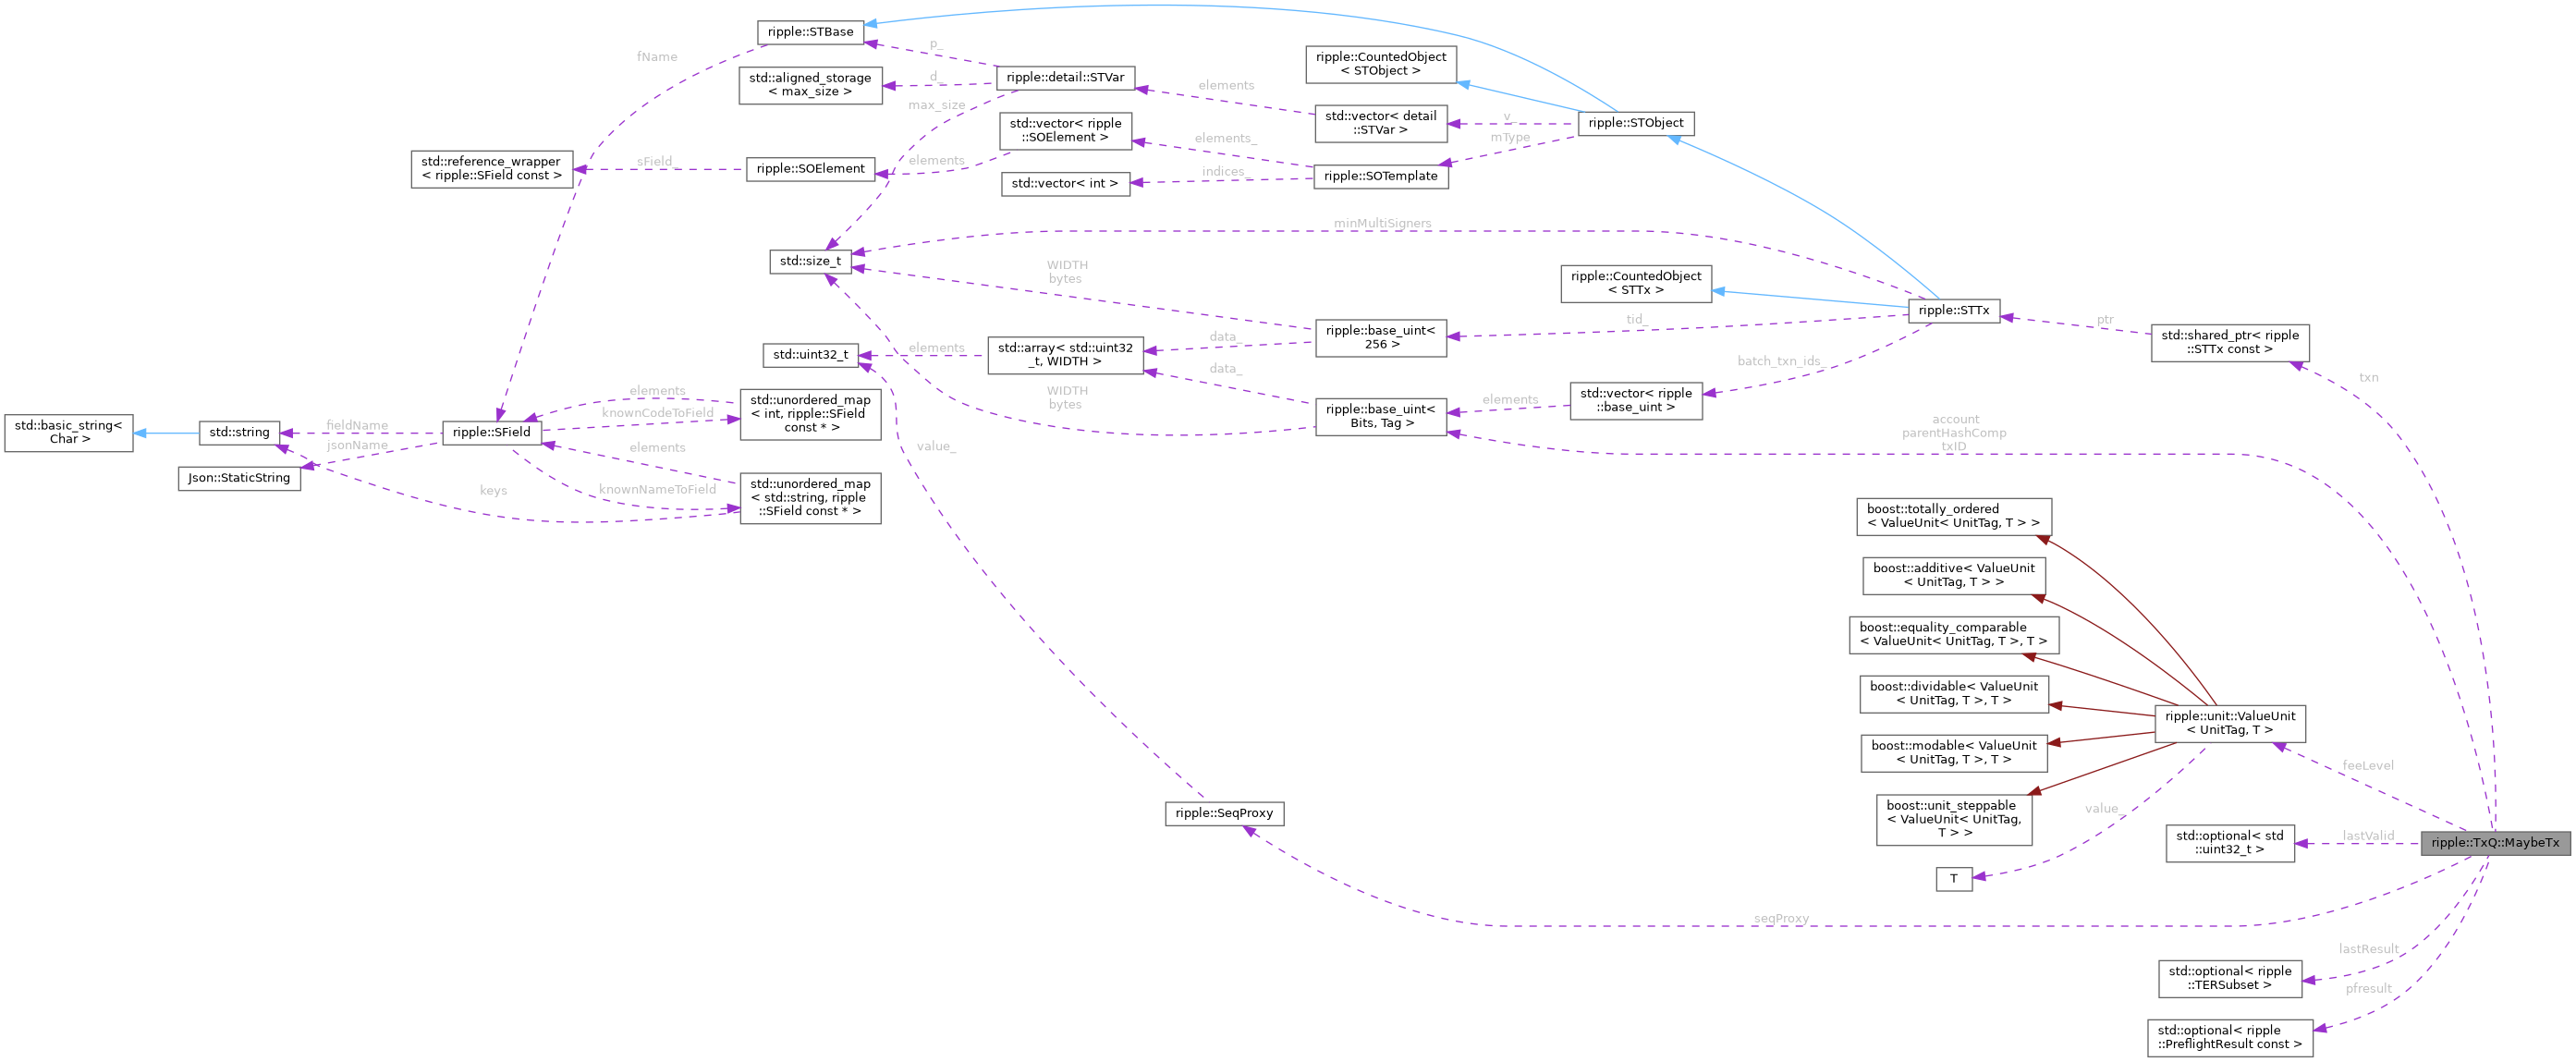 ripple::STBase
fName
p_
std::aligned_storage
< max_size >
d_
ripple::detail::STVar
max_size
ripple::CountedObject
< STObject >
elements
std::vector< detail
::STVar >
v_
ripple::STObject
mType
std::vector< ripple
::SOElement >
elements_
std::reference_wrapper
< ripple::SField const >
sField_
ripple::SOElement
elements
std::vector< int >
indices_
ripple::SOTemplate
minMultiSigners
std::size_t
WIDTH
bytes
ripple::CountedObject
< STTx >
ripple::STTx
tid_
ptr
std::shared_ptr< ripple
::STTx const >
txn
ripple::base_uint<
256 >
data_
std::uint32_t
elements
std::array< std::uint32
_t, WIDTH >
batch_txn_ids_
data_
WIDTH
bytes
std::vector< ripple
::base_uint >
elements
ripple::base_uint<
Bits, Tag >
account
parentHashComp
txID
elements
std::unordered_map
< int, ripple::SField
const * >
knownCodeToField
std::basic_string<
Char >
std::string
fieldName
ripple::SField
jsonName
elements
Json::StaticString
keys
knownNameToField
std::unordered_map
< std::string, ripple
::SField const * >
value_
boost::totally_ordered
< ValueUnit< UnitTag, T > >
boost::additive< ValueUnit
< UnitTag, T > >
boost::equality_comparable
< ValueUnit< UnitTag, T >, T >
boost::dividable< ValueUnit
< UnitTag, T >, T >
ripple::unit::ValueUnit
< UnitTag, T >
boost::modable< ValueUnit
< UnitTag, T >, T >
feeLevel
boost::unit_steppable
< ValueUnit< UnitTag,
T > >
value_
ripple::SeqProxy
std::optional< std
::uint32_t >
lastValid
ripple::TxQ::MaybeTx
T
seqProxy
lastResult
std::optional< ripple
::TERSubset >
pfresult
std::optional< ripple
::PreflightResult const >